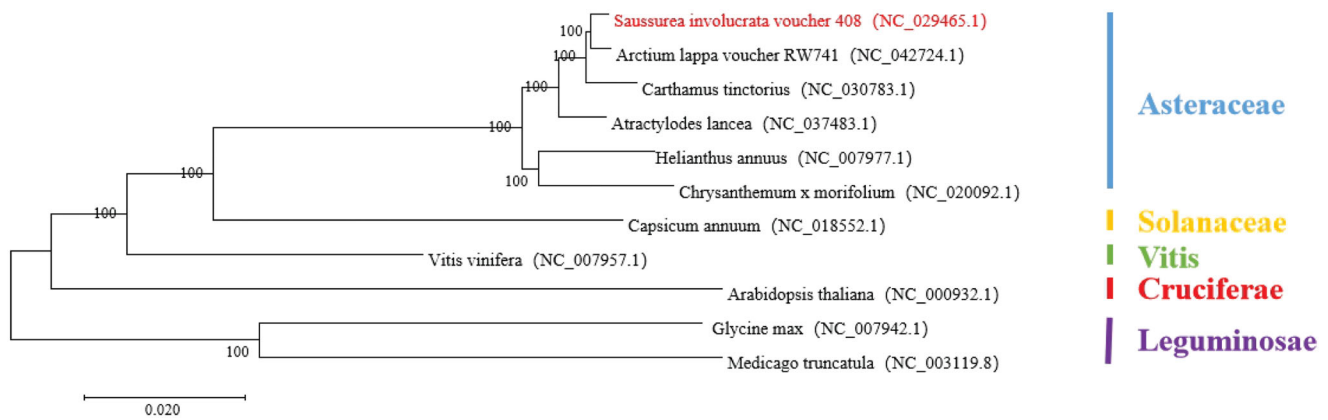 Saussurea involucrata voucher 408 (NC_029465.1)
100
Arctium lappa voucher RW741 (NC_042724.1)
100
Carthamus tinctorius (NC_030783.1)
100
Asteraceae
Atractylodes lancea (NC_037483.1)
100
Helianthus annuus (NC_007977.1)
100
100
Chrysanthemum x morifolium (NC_020092.1)
100
Capsicum annuum (NC_018552.1)
Solanaceae
Vitis vinifera (NC_007957.1)
Vitis
Arabidopsis thaliana (NC_000932.1)
Cruciferae
Glycine max (NC_007942.1)
Leguminosae
100
Medicago truncatula (NC_003119.8)
0.020